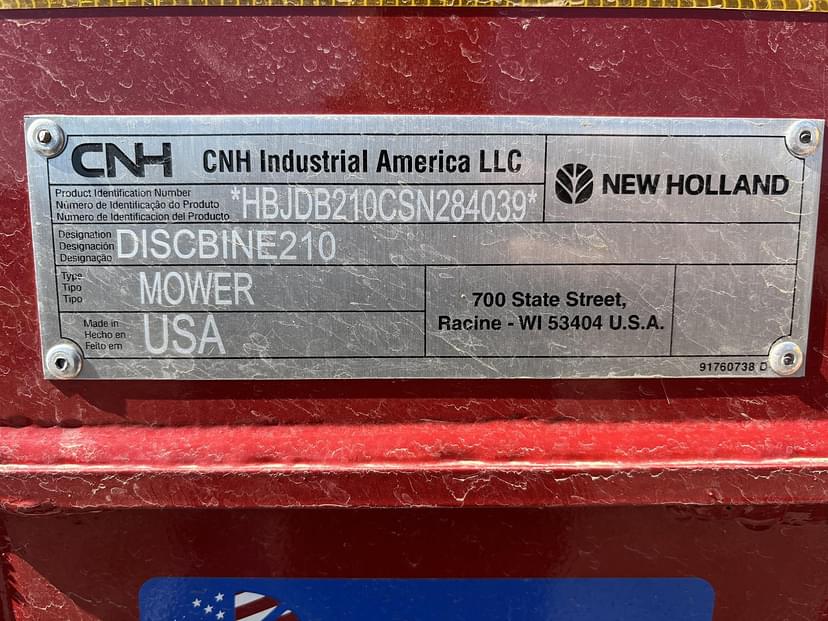 CNH CNH Industrial America LLC
NEW HOLLAND
Product Identification Number
Número de Identificação do Produto
Numero de Identificacion del Producto
*HBJDB210CSN284039*
Designation
Designación
Designação
DISCBINE210
Type
Tipo
Tipo
MOWER
Made in
Hecho en
Feito em
USA
700 State Street,
Racine - WI 53404 U.S.A.
91760738 D